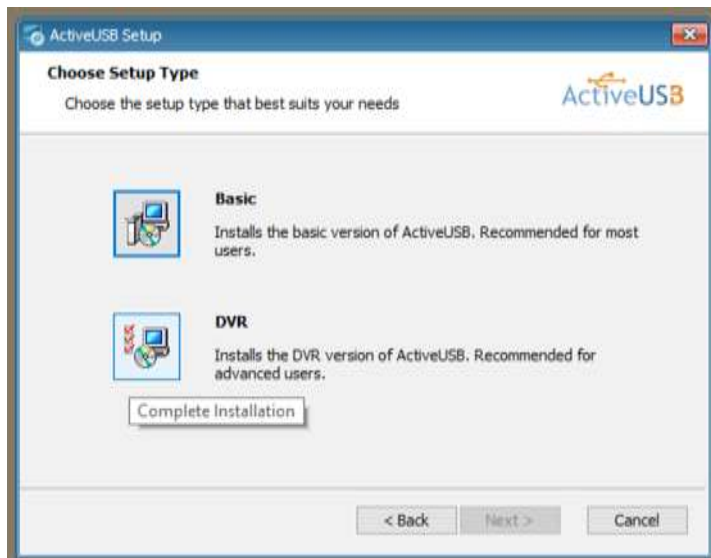 ActiveUSB Setup
Choose Setup Type
Choose the setup type that best suits your needs
ActiveUSB
Basic
Installs the basic version of ActiveUSB. Recommended for most
users.
DVR
Installs the DVR version of ActiveUSB. Recommended for
advanced users.
Complete Installation
< Back
Next >
Cancel